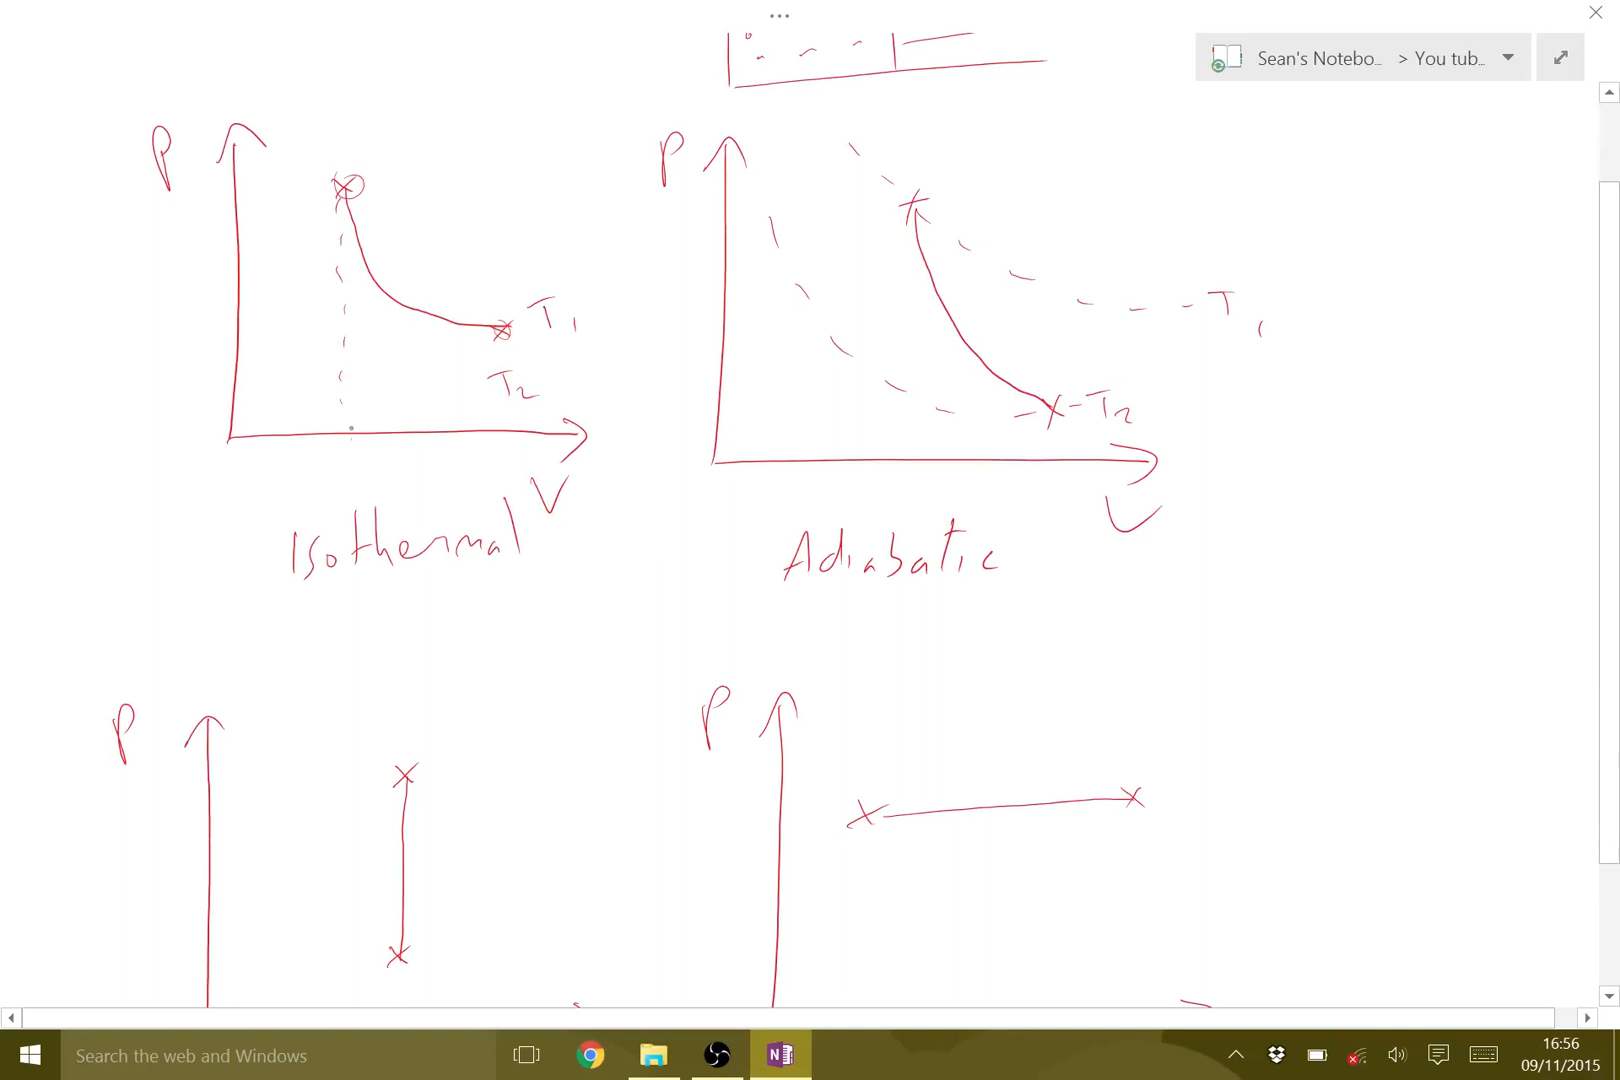 Sean's Notebo... > You tub...
P
P
T1
T1
T2
T2
V
V
Isothermal
Adiabatic
P
P
Search the web and Windows
16:56
09/11/2015